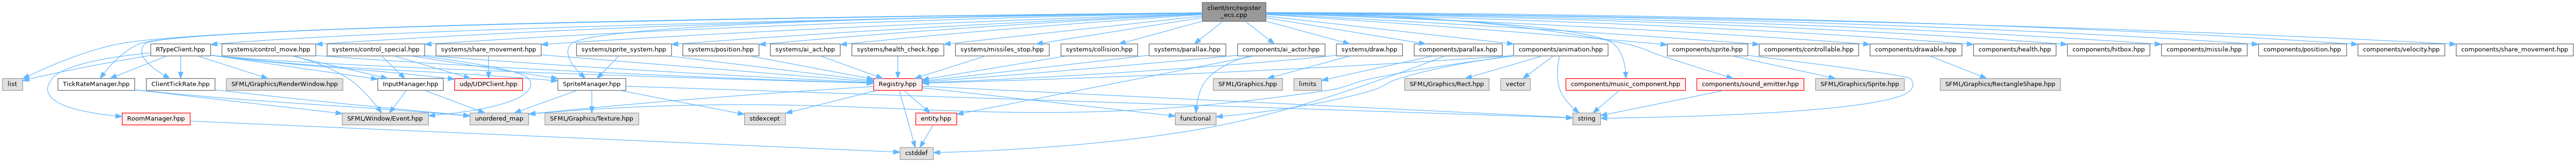 client/src/register
_ecs.cpp
RTypeClient.hpp
systems/control_move.hpp
systems/control_special.hpp
systems/share_movement.hpp
systems/sprite_system.hpp
systems/position.hpp
systems/ai_act.hpp
systems/health_check.hpp
systems/missiles_stop.hpp
systems/collision.hpp
systems/parallax.hpp
components/ai_actor.hpp
systems/draw.hpp
components/parallax.hpp
components/animation.hpp
components/sprite.hpp
components/controllable.hpp
components/drawable.hpp
components/health.hpp
components/hitbox.hpp
components/missile.hpp
components/position.hpp
components/velocity.hpp
components/share_movement.hpp
list
TickRateManager.hpp
ClientTickRate.hpp
SFML/Graphics/RenderWindow.hpp
InputManager.hpp
udp/UDPClient.hpp
SpriteManager.hpp
Registry.hpp
SFML/Graphics.hpp
limits
SFML/Graphics/Rect.hpp
vector
components/music_component.hpp
components/sound_emitter.hpp
SFML/Graphics/Sprite.hpp
SFML/Graphics/RectangleShape.hpp
RoomManager.hpp
SFML/Window/Event.hpp
unordered_map
SFML/Graphics/Texture.hpp
stdexcept
entity.hpp
functional
string
cstddef